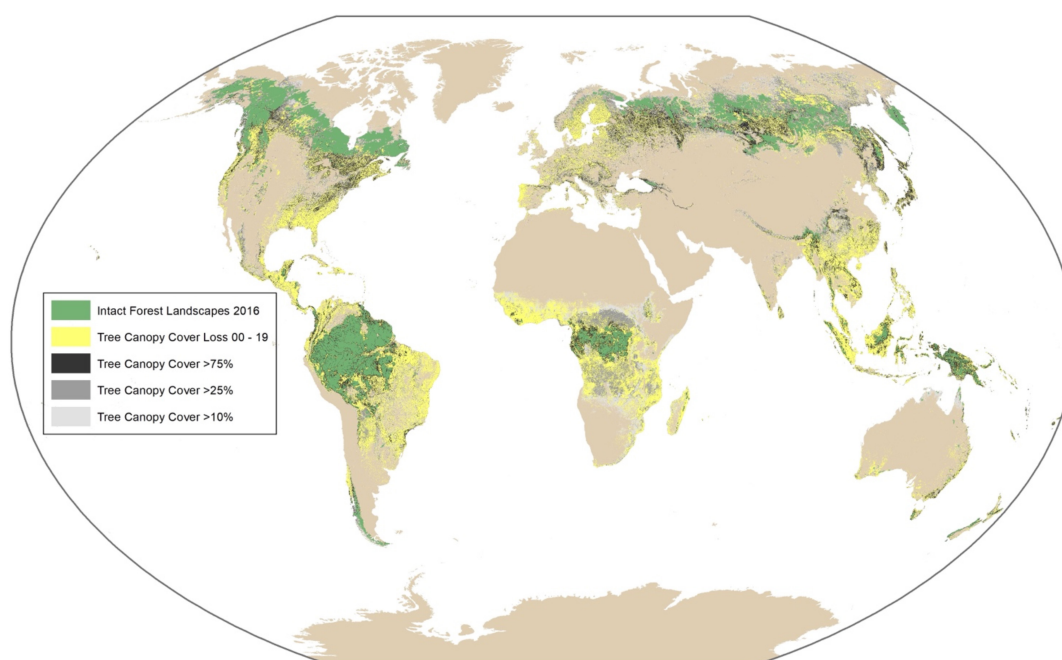 Intact Forest Landscapes 2016
Tree Canopy Cover Loss 00 - 19
Tree Canopy Cover >75%
Tree Canopy Cover >25%
Tree Canopy Cover >10%